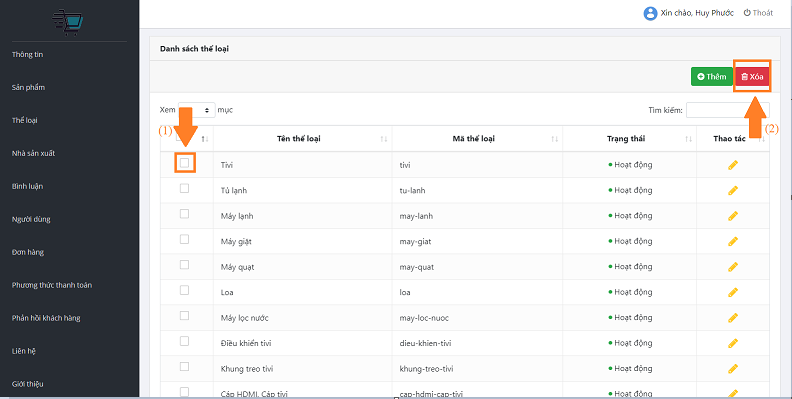 Xin chào, Huy Phước Thoát
Thông tin
Sản phẩm
Thể loại
Nhà sản xuất
Bình luận
Người dùng
Đơn hàng
Phương thức thanh toán
Phản hồi khách hàng
Liên hệ
Giới thiệu
Danh sách thể loại
Thêm Xóa
Xem mục Tìm kiếm:
(1) (2)
Tên thể loại Mã thể loại Trạng thái Thao tác
Tivi tivi Hoạt động
Tủ lạnh tu-lanh Hoạt động
Máy lạnh may-lanh Hoạt động
Máy giặt may-giat Hoạt động
Máy quạt may-quat Hoạt động
Loa loa Hoạt động
Máy lọc nước may-loc-nuoc Hoạt động
Điều khiển tivi dieu-khien-tivi Hoạt động
Khung treo tivi khung-treo-tivi Hoạt động
Cáp HDMI, Cáp tivi cap-hdmi-cap-tivi Hoạt động